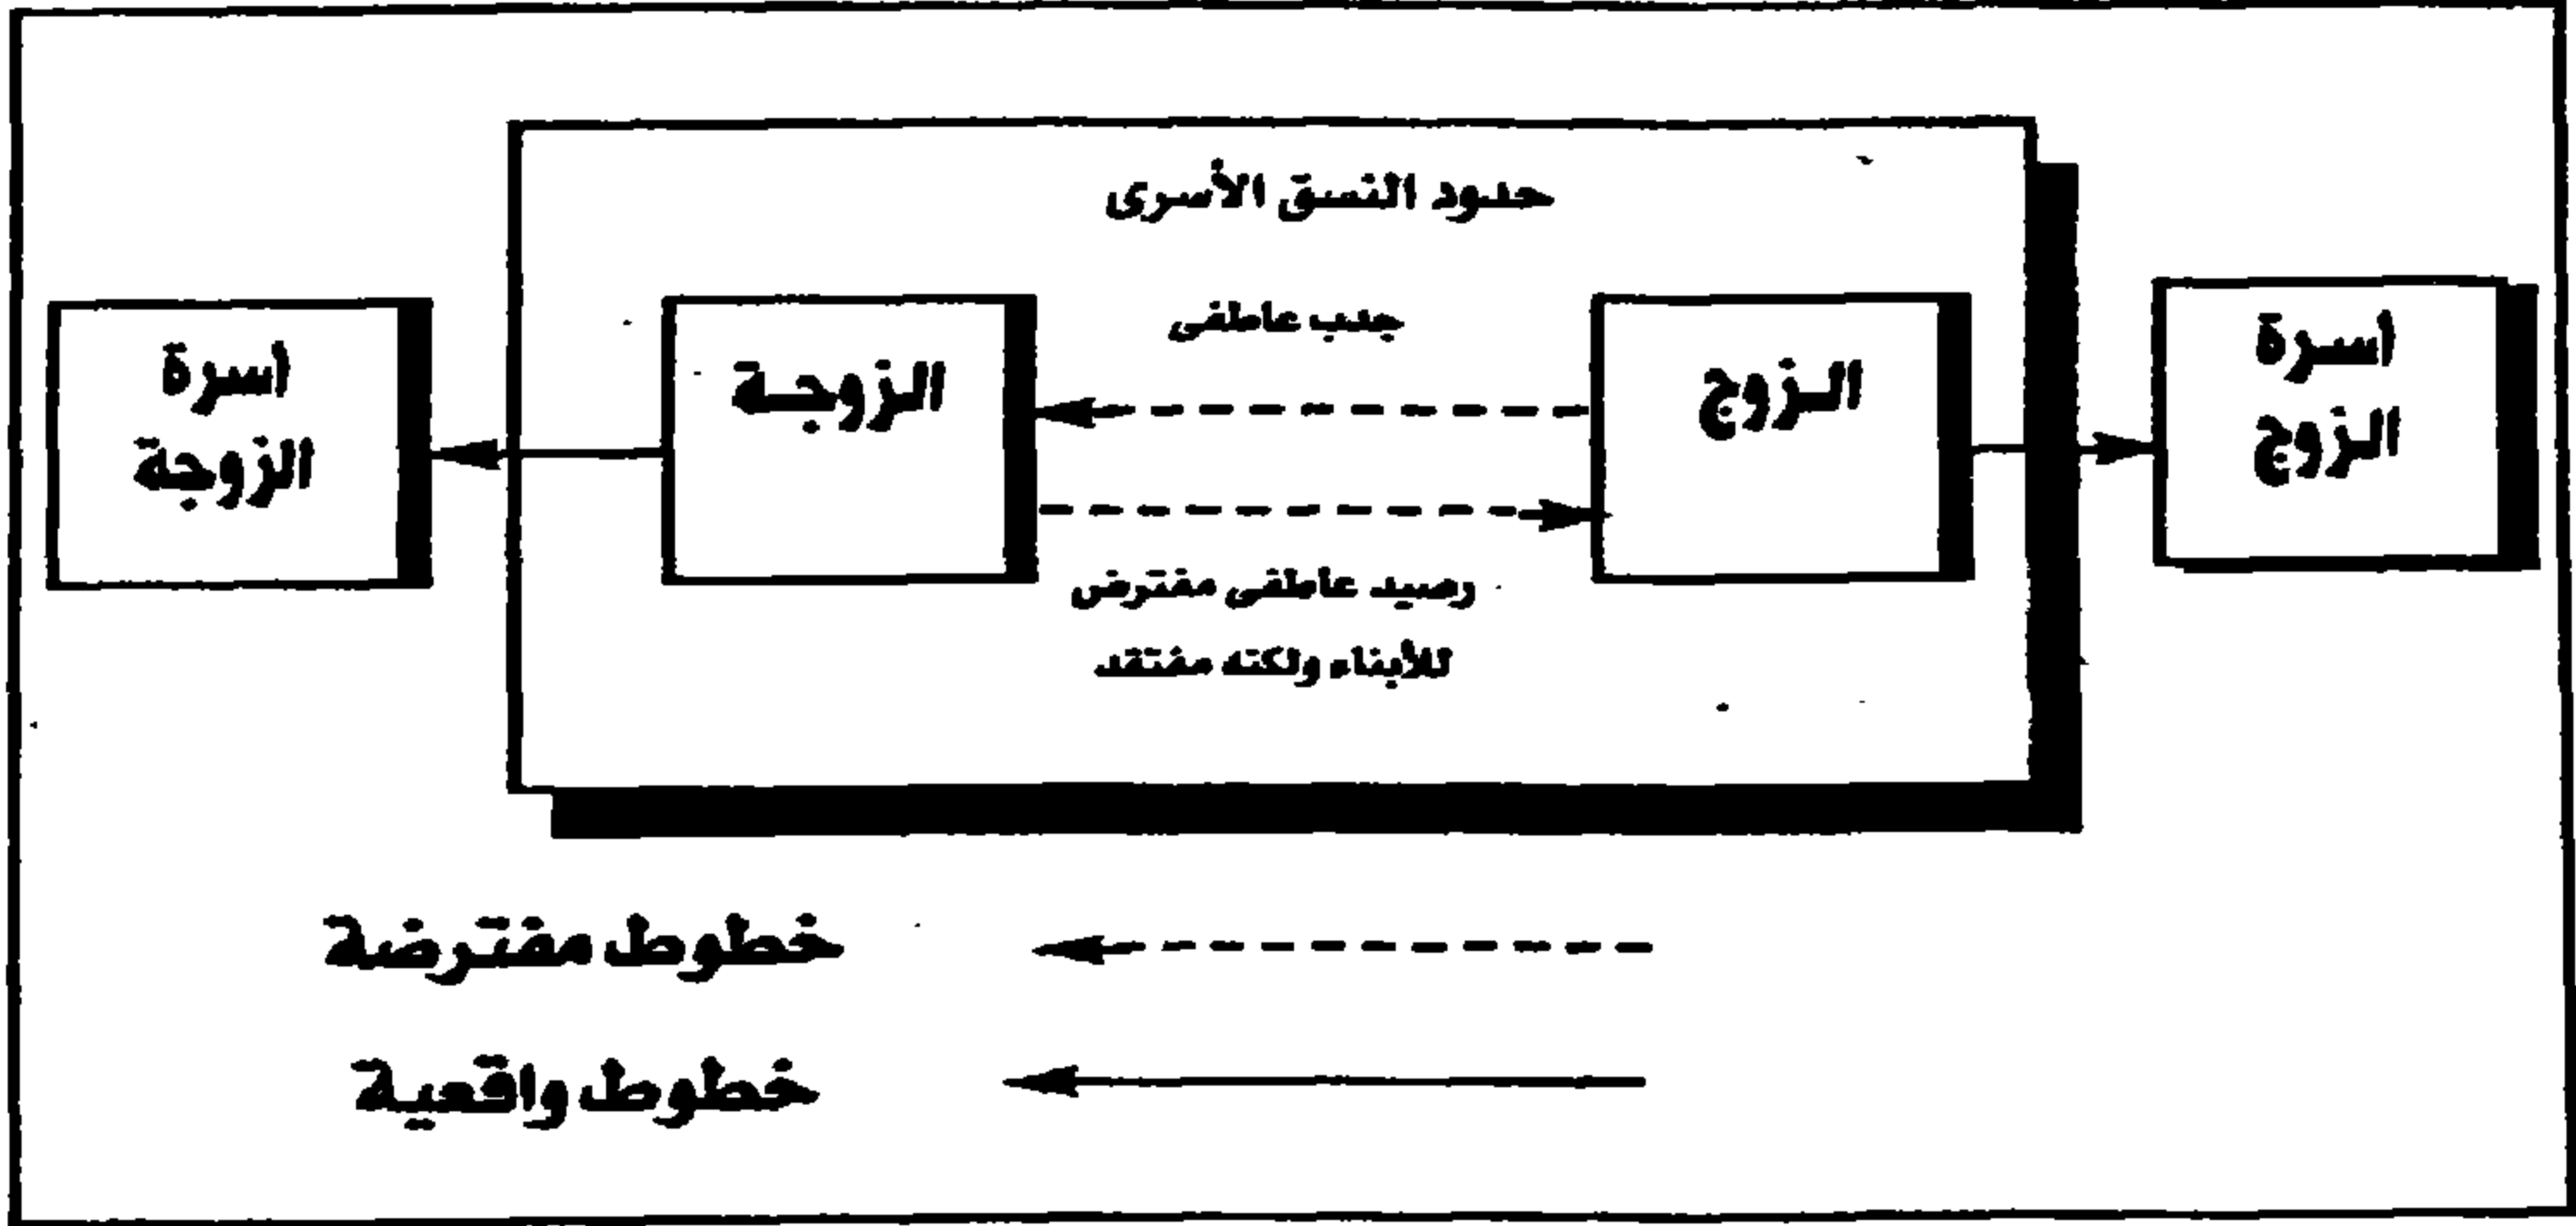 حدود النسق الأسرى
اسرة
الزوج
الزوج
جدب عاطفى
الزوجة
اسرة
الزوجة
رصيد عاطفى مفترض
للأبناء ولكنه مفتقد
خطوط مفترضة
خطوط واقعية